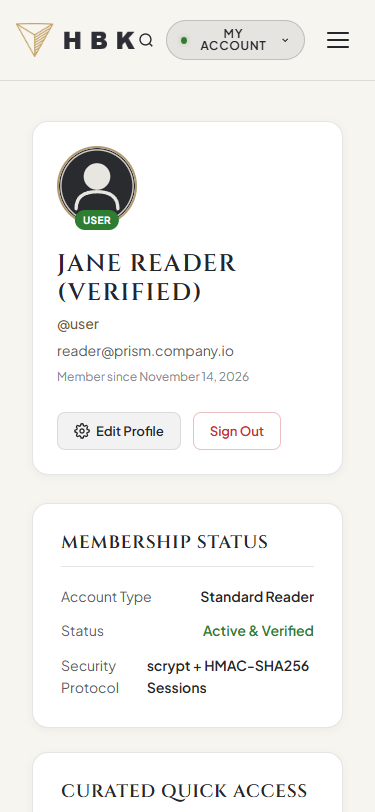 HBK
MY
ACCOUNT
USER
JANE READER
(VERIFIED)
@user
reader@prism.company.io
Member since November 14, 2026
Edit Profile
Sign Out
MEMBERSHIP STATUS
Account Type
Standard Reader
Status
Active & Verified
Security
Protocol
scrypt + HMAC-SHA256
Sessions
CURATED QUICK ACCESS